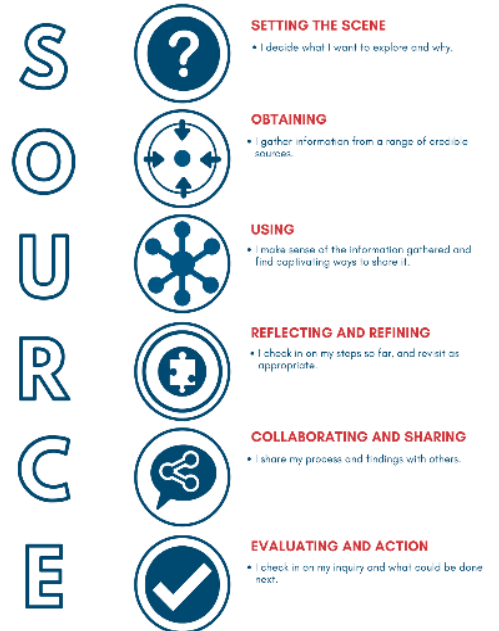 S
SETTING THE SCENE
• I decide what I want to explore and why.
O
OBTAINING
• I gather information from a range of credible
sources.
U
USING
• I make sense of the information gathered and
find captivating ways to share it.
R
REFLECTING AND REFINING
• I check in on my steps so far, and revisit as
appropriate.
C
COLLABORATING AND SHARING
• I share my process and findings with others.
E
EVALUATING AND ACTION
• I check in on my inquiry and what could be done
next.